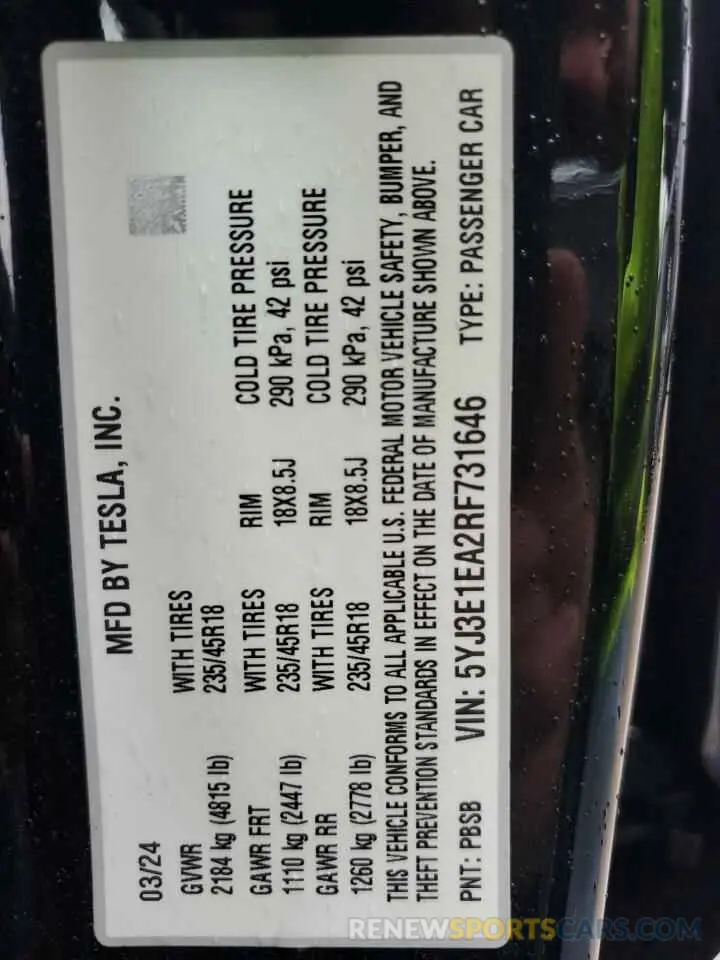 MFD BY TESLA, INC.
03/24
GVWR WITH TIRES
2184 kg (4815 lb) 235/45R18
GAWR FRT WITH TIRES RIM COLD TIRE PRESSURE
1110 kg (2447 lb) 235/45R18 18X8.5J 290 kPa, 42 psi
GAWR RR WITH TIRES RIM COLD TIRE PRESSURE
1260 kg (2778 lb) 235/45R18 18X8.5J 290 kPa, 42 psi
THIS VEHICLE CONFORMS TO ALL APPLICABLE U.S. FEDERAL MOTOR VEHICLE SAFETY, BUMPER, AND
THEFT PREVENTION STANDARDS IN EFFECT ON THE DATE OF MANUFACTURE SHOWN ABOVE.
PNT: PBSB VIN: 5YJ3E1EA2RF731646 TYPE: PASSENGER CAR
RENEWSPORTSCARS.COM